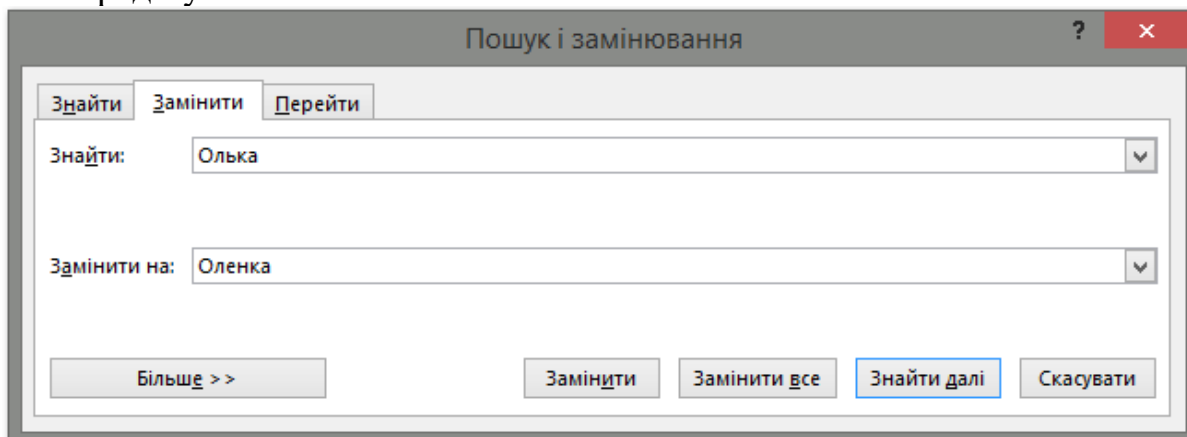 Пошук і замінювання ?
Знайти Замінити Перейти
Знайти: Олька
Замінити на: Оленка
Більше >> Замінити Замінити все Знайти далі Скасувати